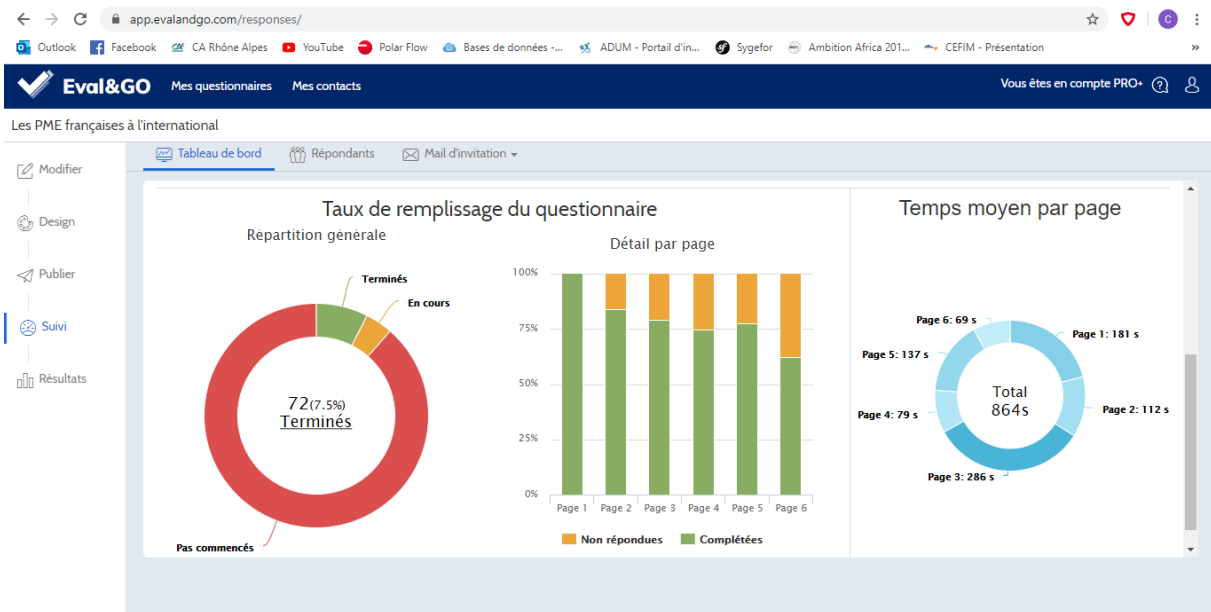 app.evalandgo.com/responses/
C
Outlook Facebook CA Rhône Alpes YouTube Polar Flow Bases de données -... ADUM - Portail d'in... Sygefor Ambition Africa 201... CEFIM - Présentation »
Eval&GO Mes questionnaires Mes contacts Vous êtes en compte PRO+
Les PME françaises à l'international
Tableau de bord Répondants Mail d'invitation
Modifier
Design
Publier
Suivi
Résultats
Taux de remplissage du questionnaire
Répartition générale
Terminés
En cours
72(7.5%)
Terminés
Pas commencés
Détail par page
100%
75%
50%
25%
0%
Page 1 Page 2 Page 3 Page 4 Page 5 Page 6
Non répondues Complétées
Temps moyen par page
Page 6: 69 s
Page 1: 181 s
Page 5: 137 s
Total
864s
Page 4: 79 s
Page 2: 112 s
Page 3: 286 s